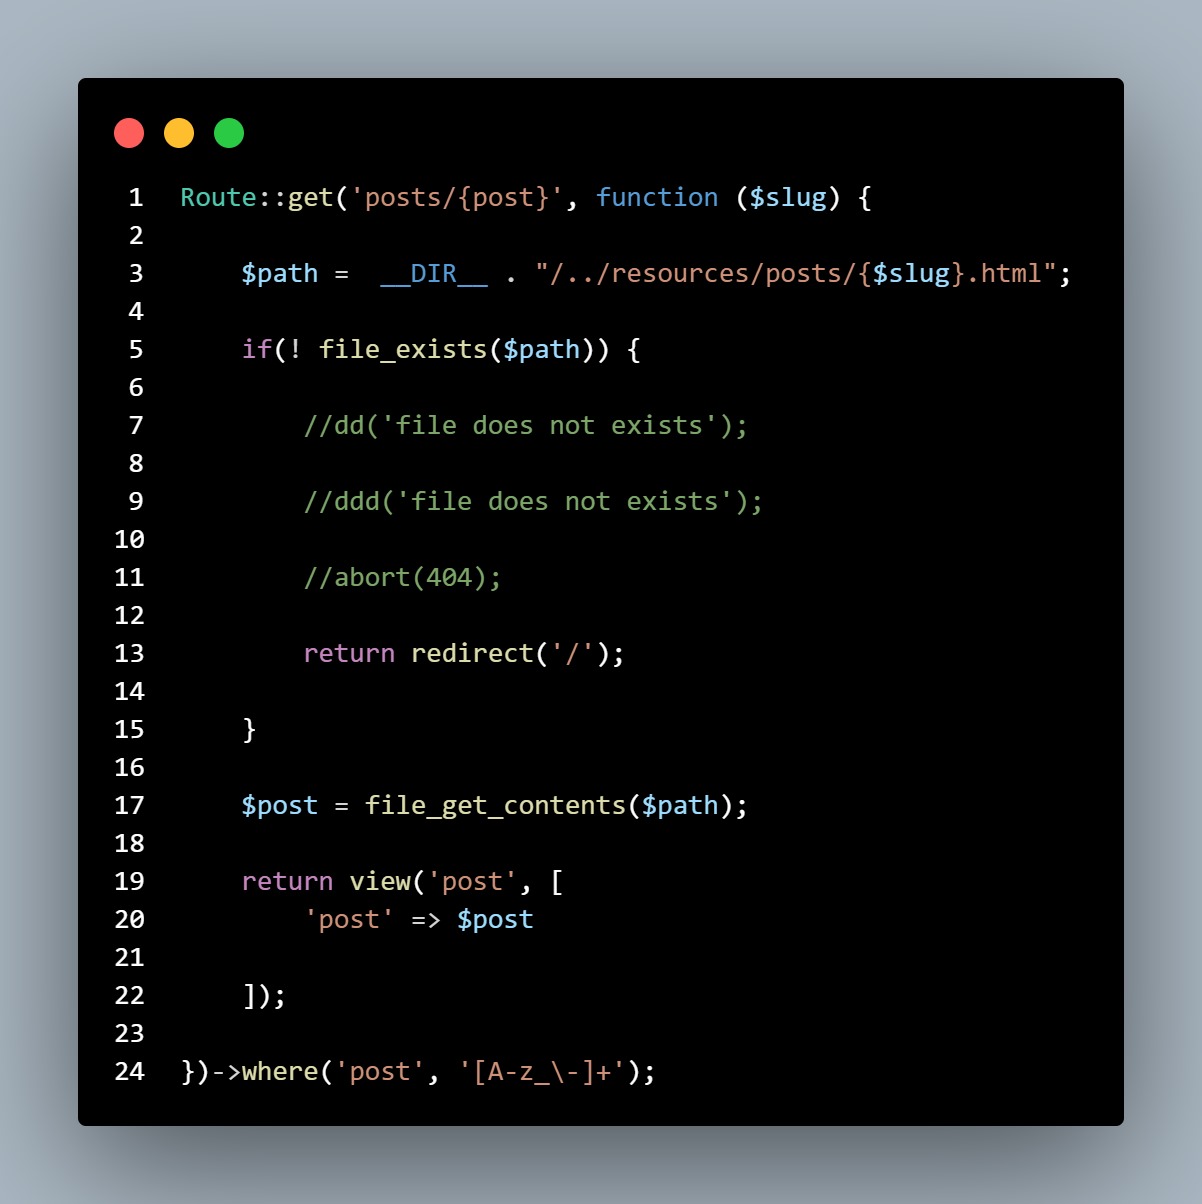 1 Route::get('posts/{post}', function ($slug) {
2
3     $path =  __DIR__ . "/../resources/posts/{$slug}.html";
4
5     if(! file_exists($path)) {
6
7         //dd('file does not exists');
8
9         //ddd('file does not exists');
10
11         //abort(404);
12
13         return redirect('/');
14
15     }
16
17     $post = file_get_contents($path);
18
19     return view('post', [
20         'post' => $post
21
22     ]);
23
24 })->where('post', '[A-z_\-]+');